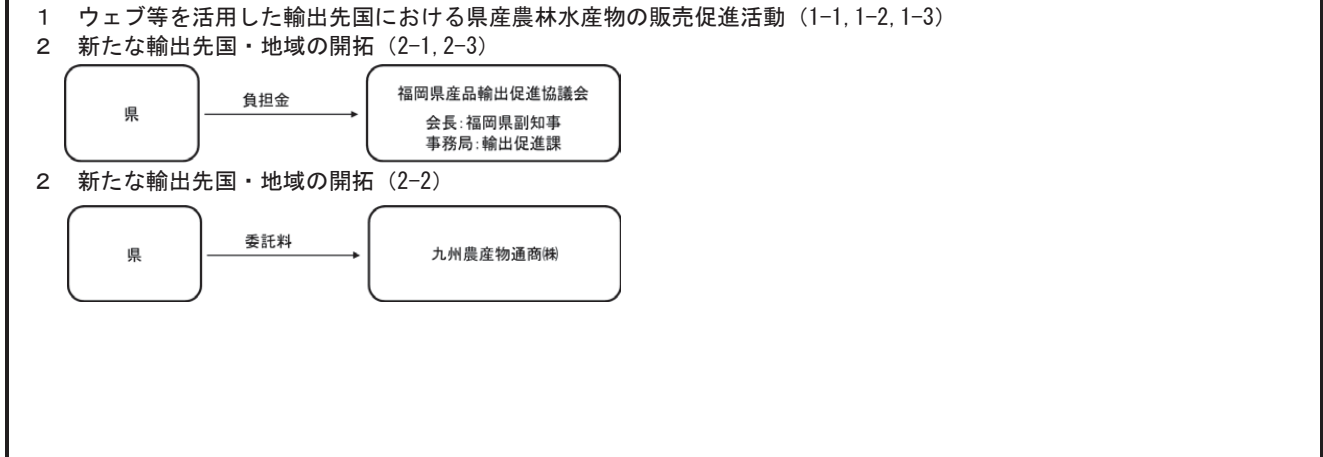 １　ウェブ等を活用した輸出先国における県産農林水産物の販売促進活動（1-1,1-2,1-3）
２　新たな輸出先国・地域の開拓（2-1,2-3）
県
負担金
福岡県産品輸出促進協議会
会長：福岡県副知事
事務局：輸出促進課
２　新たな輸出先国・地域の開拓（2-2）
県
委託料
九州農産物通商㈱